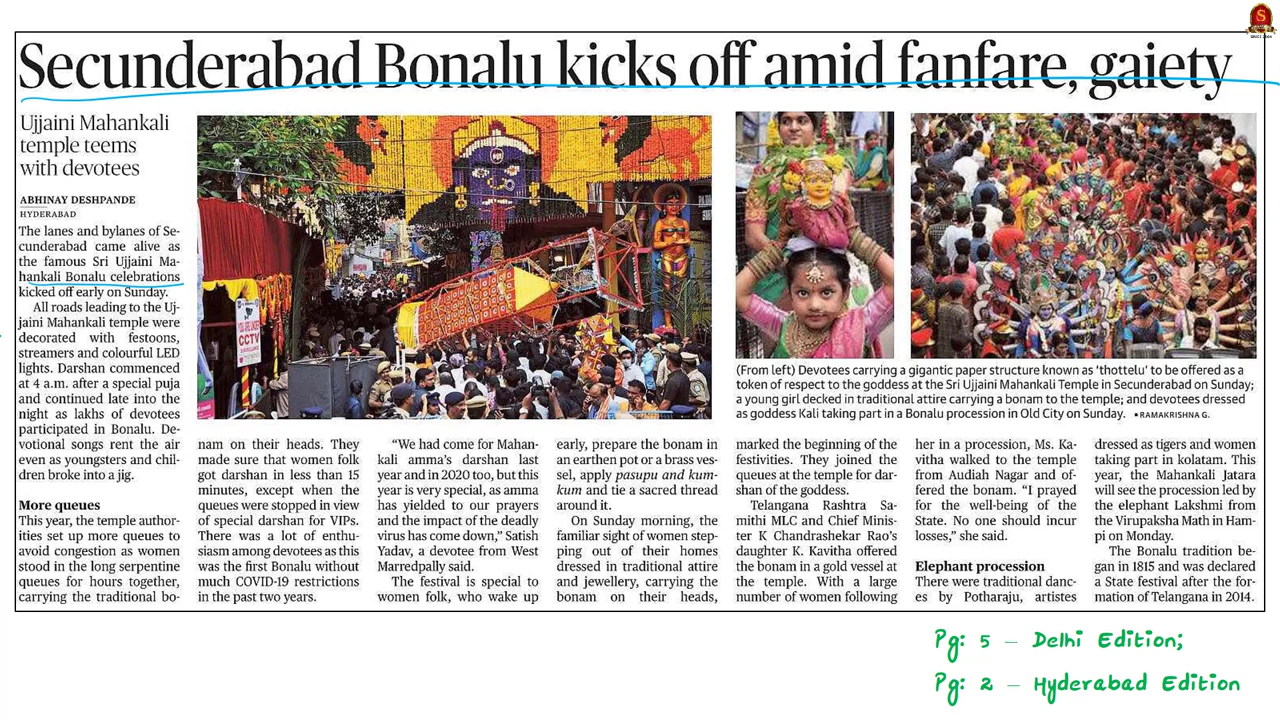 Secunderabad Bonalu kicks off amid fanfare, gaiety
Ujjaini Mahankali
temple teems
with devotees
ABHINAY DESHPANDE
HYDERABAD
The lanes and bylanes of Se-
cunderabad came alive as
the famous Sri Ujjaini Ma-
hankali Bonalu celebrations
kicked off early on Sunday.
All roads leading to the Uj-
jaini Mahankali temple were
decorated with festoons,
streamers and colourful LED
lights. Darshan commenced
at 4 a.m. after a special puja
and continued late into the
night as lakhs of devotees
participated in Bonalu. De-
votional songs rent the air
even as youngsters and chil-
dren broke into a jig.
More queues
This year, the temple author-
ities set up more queues to
avoid congestion as women
stood in the long serpentine
queues for hours together,
carrying the traditional bo-
CCTV
(From left) Devotees carrying a gigantic paper structure known as 'thottelu' to be offered as a
token of respect to the goddess at the Sri Ujjaini Mahankali Temple in Secunderabad on Sunday;
a young girl decked in traditional attire carrying a bonam to the temple; and devotees dressed
as goddess Kali taking part in a Bonalu procession in Old City on Sunday. • RAMAKRISHNA G.
nam on their heads. They
made sure that women folk
got darshan in less than 15
minutes, except when the
queues were stopped in view
of special darshan for VIPs.
There was a lot of enthu-
siasm among devotees as this
was the first Bonalu without
much COVID-19 restrictions
in the past two years.
“We had come for Mahan-
kali amma’s darshan last
year and in 2020 too, but this
year is very special, as amma
has yielded to our prayers
and the impact of the deadly
virus has come down,” Satish
Yadav, a devotee from West
Marredpally said.
The festival is special to
women folk, who wake up
early, prepare the bonam in
an earthen pot or a brass ves-
sel, apply pasupu and kum-
kum and tie a sacred thread
around it.
On Sunday morning, the
familiar sight of women step-
ping out of their homes
dressed in traditional attire
and jewellery, carrying the
bonam on their heads,
marked the beginning of the
festivities. They joined the
queues at the temple for dar-
shan of the goddess.
Telangana Rashtra Sa-
mithi MLC and Chief Minis-
ter K Chandrashekar Rao’s
daughter K. Kavitha offered
the bonam in a gold vessel at
the temple. With a large
number of women following
her in a procession, Ms. Ka-
vitha walked to the temple
from Audiah Nagar and of-
fered the bonam. “I prayed
for the well-being of the
State. No one should incur
losses,” she said.
Elephant procession
There were traditional danc-
es by Potharaju, artistes
dressed as tigers and women
taking part in kolatam. This
year, the Mahankali Jatara
will see the procession led by
the elephant Lakshmi from
the Virupaksha Math in Ham-
pi on Monday.
The Bonalu tradition be-
gan in 1815 and was declared
a State festival after the for-
mation of Telangana in 2014.
Pg: 5 – Delhi Edition;
Pg: 2 – Hyderabad Edition